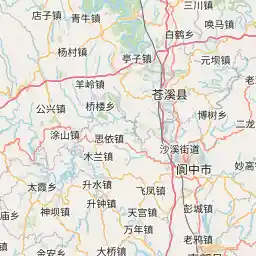 店子镇
青牛镇
三川镇
唤马镇
白鹤乡
杨村镇
亭子镇
元坝镇
羊岭镇
苍溪县
公兴镇
桥楼乡
博树乡
二龙
涂山镇
思依镇
沙溪街道
木兰镇
阆中市
妙高
太霞乡
升水镇
飞凤镇
升钟镇
庙乡
神坝镇
天宫镇
彭城镇
万年镇
老鸦镇
金安乡
大桥镇